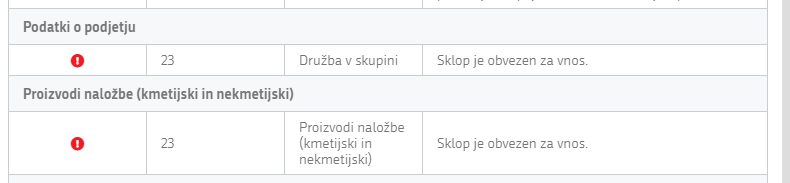 Podatki o podjetju
23 Družba v skupini Sklop je obvezen za vnos.
Proizvodi naložbe (kmetijski in nekmetijski)
23 Proizvodi naložbe (kmetijski in nekmetijski) Sklop je obvezen za vnos.